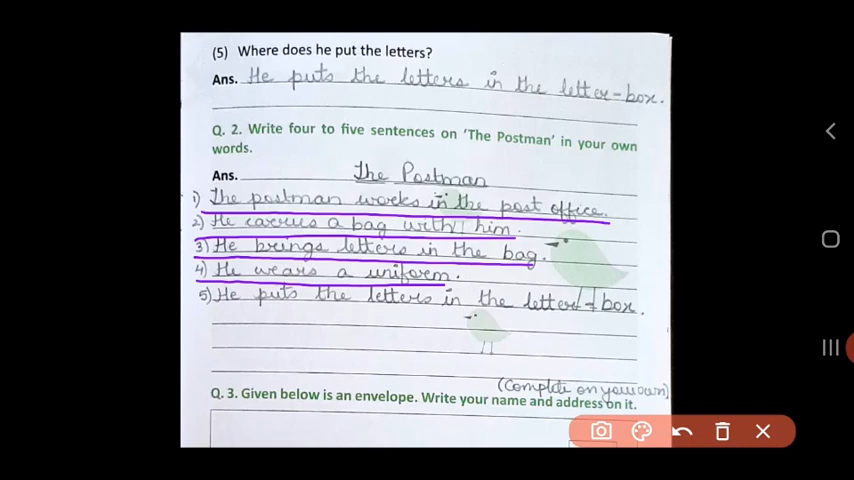 (5) Where does he put the letters?
Ans. He puts the letters in the letter-box.
Q. 2. Write four to five sentences on 'The Postman' in your own
words.
Ans. The Postman
1) The postman works in the post office.
2) He carries a bag with him.
3) He brings letters in the bag.
4) He wears a uniform.
5) He puts the letters in the letter-box.
(Complete on your own)
Q. 3. Given below is an envelope. Write your name and address on it.